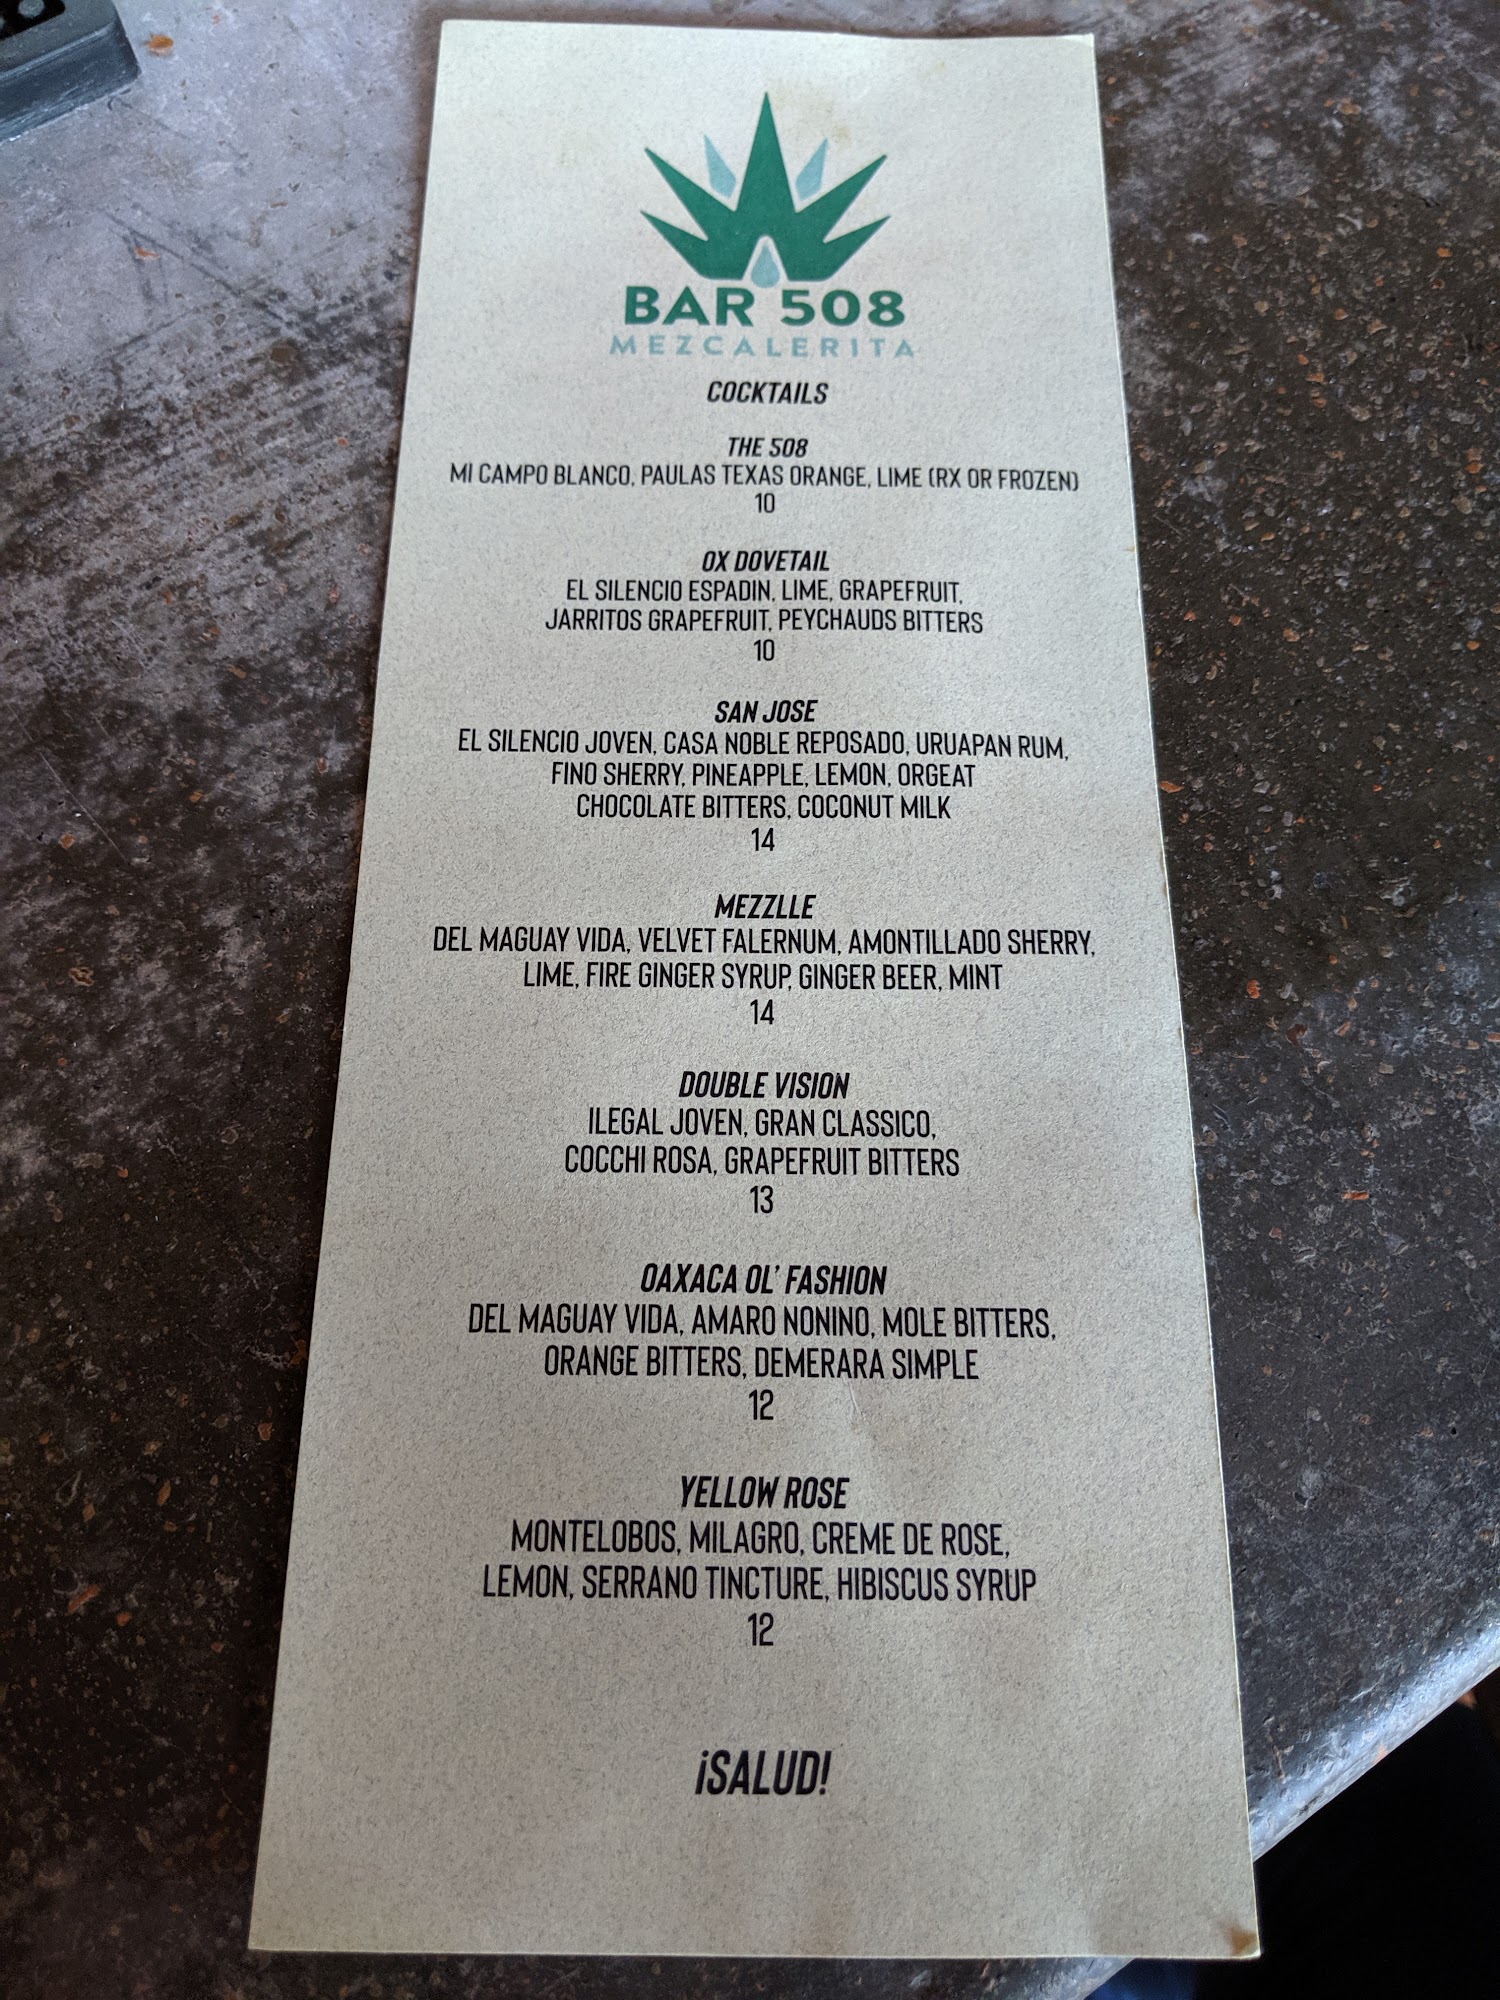 BAR 508
MEZCALERITA
COCKTAILS
THE 508
MI CAMPO BLANCO, PAULAS TEXAS ORANGE, LIME (RX OR FROZEN)
10
OX DOVETAIL
EL SILENCIO ESPADIN, LIME, GRAPEFRUIT,
JARRITOS GRAPEFRUIT, PEYCHAUDS BITTERS
10
SAN JOSE
EL SILENCIO JOVEN, CASA NOBLE REPOSADO, URUAPAN RUM,
FINO SHERRY, PINEAPPLE, LEMON, ORGEAT
CHOCOLATE BITTERS, COCONUT MILK
14
MEZZLLE
DEL MAGUAY VIDA, VELVET FALERNUM, AMONTILLADO SHERRY,
LIME, FIRE GINGER SYRUP, GINGER BEER, MINT
14
DOUBLE VISION
ILEGAL JOVEN, GRAN CLASSICO,
COCCHI ROSA, GRAPEFRUIT BITTERS
13
OAXACA OL' FASHION
DEL MAGUAY VIDA, AMARO NONINO, MOLE BITTERS,
ORANGE BITTERS, DEMERARA SIMPLE
12
YELLOW ROSE
MONTELOBOS, MILAGRO, CREME DE ROSE,
LEMON, SERRANO TINCTURE, HIBISCUS SYRUP
12
¡SALUD!